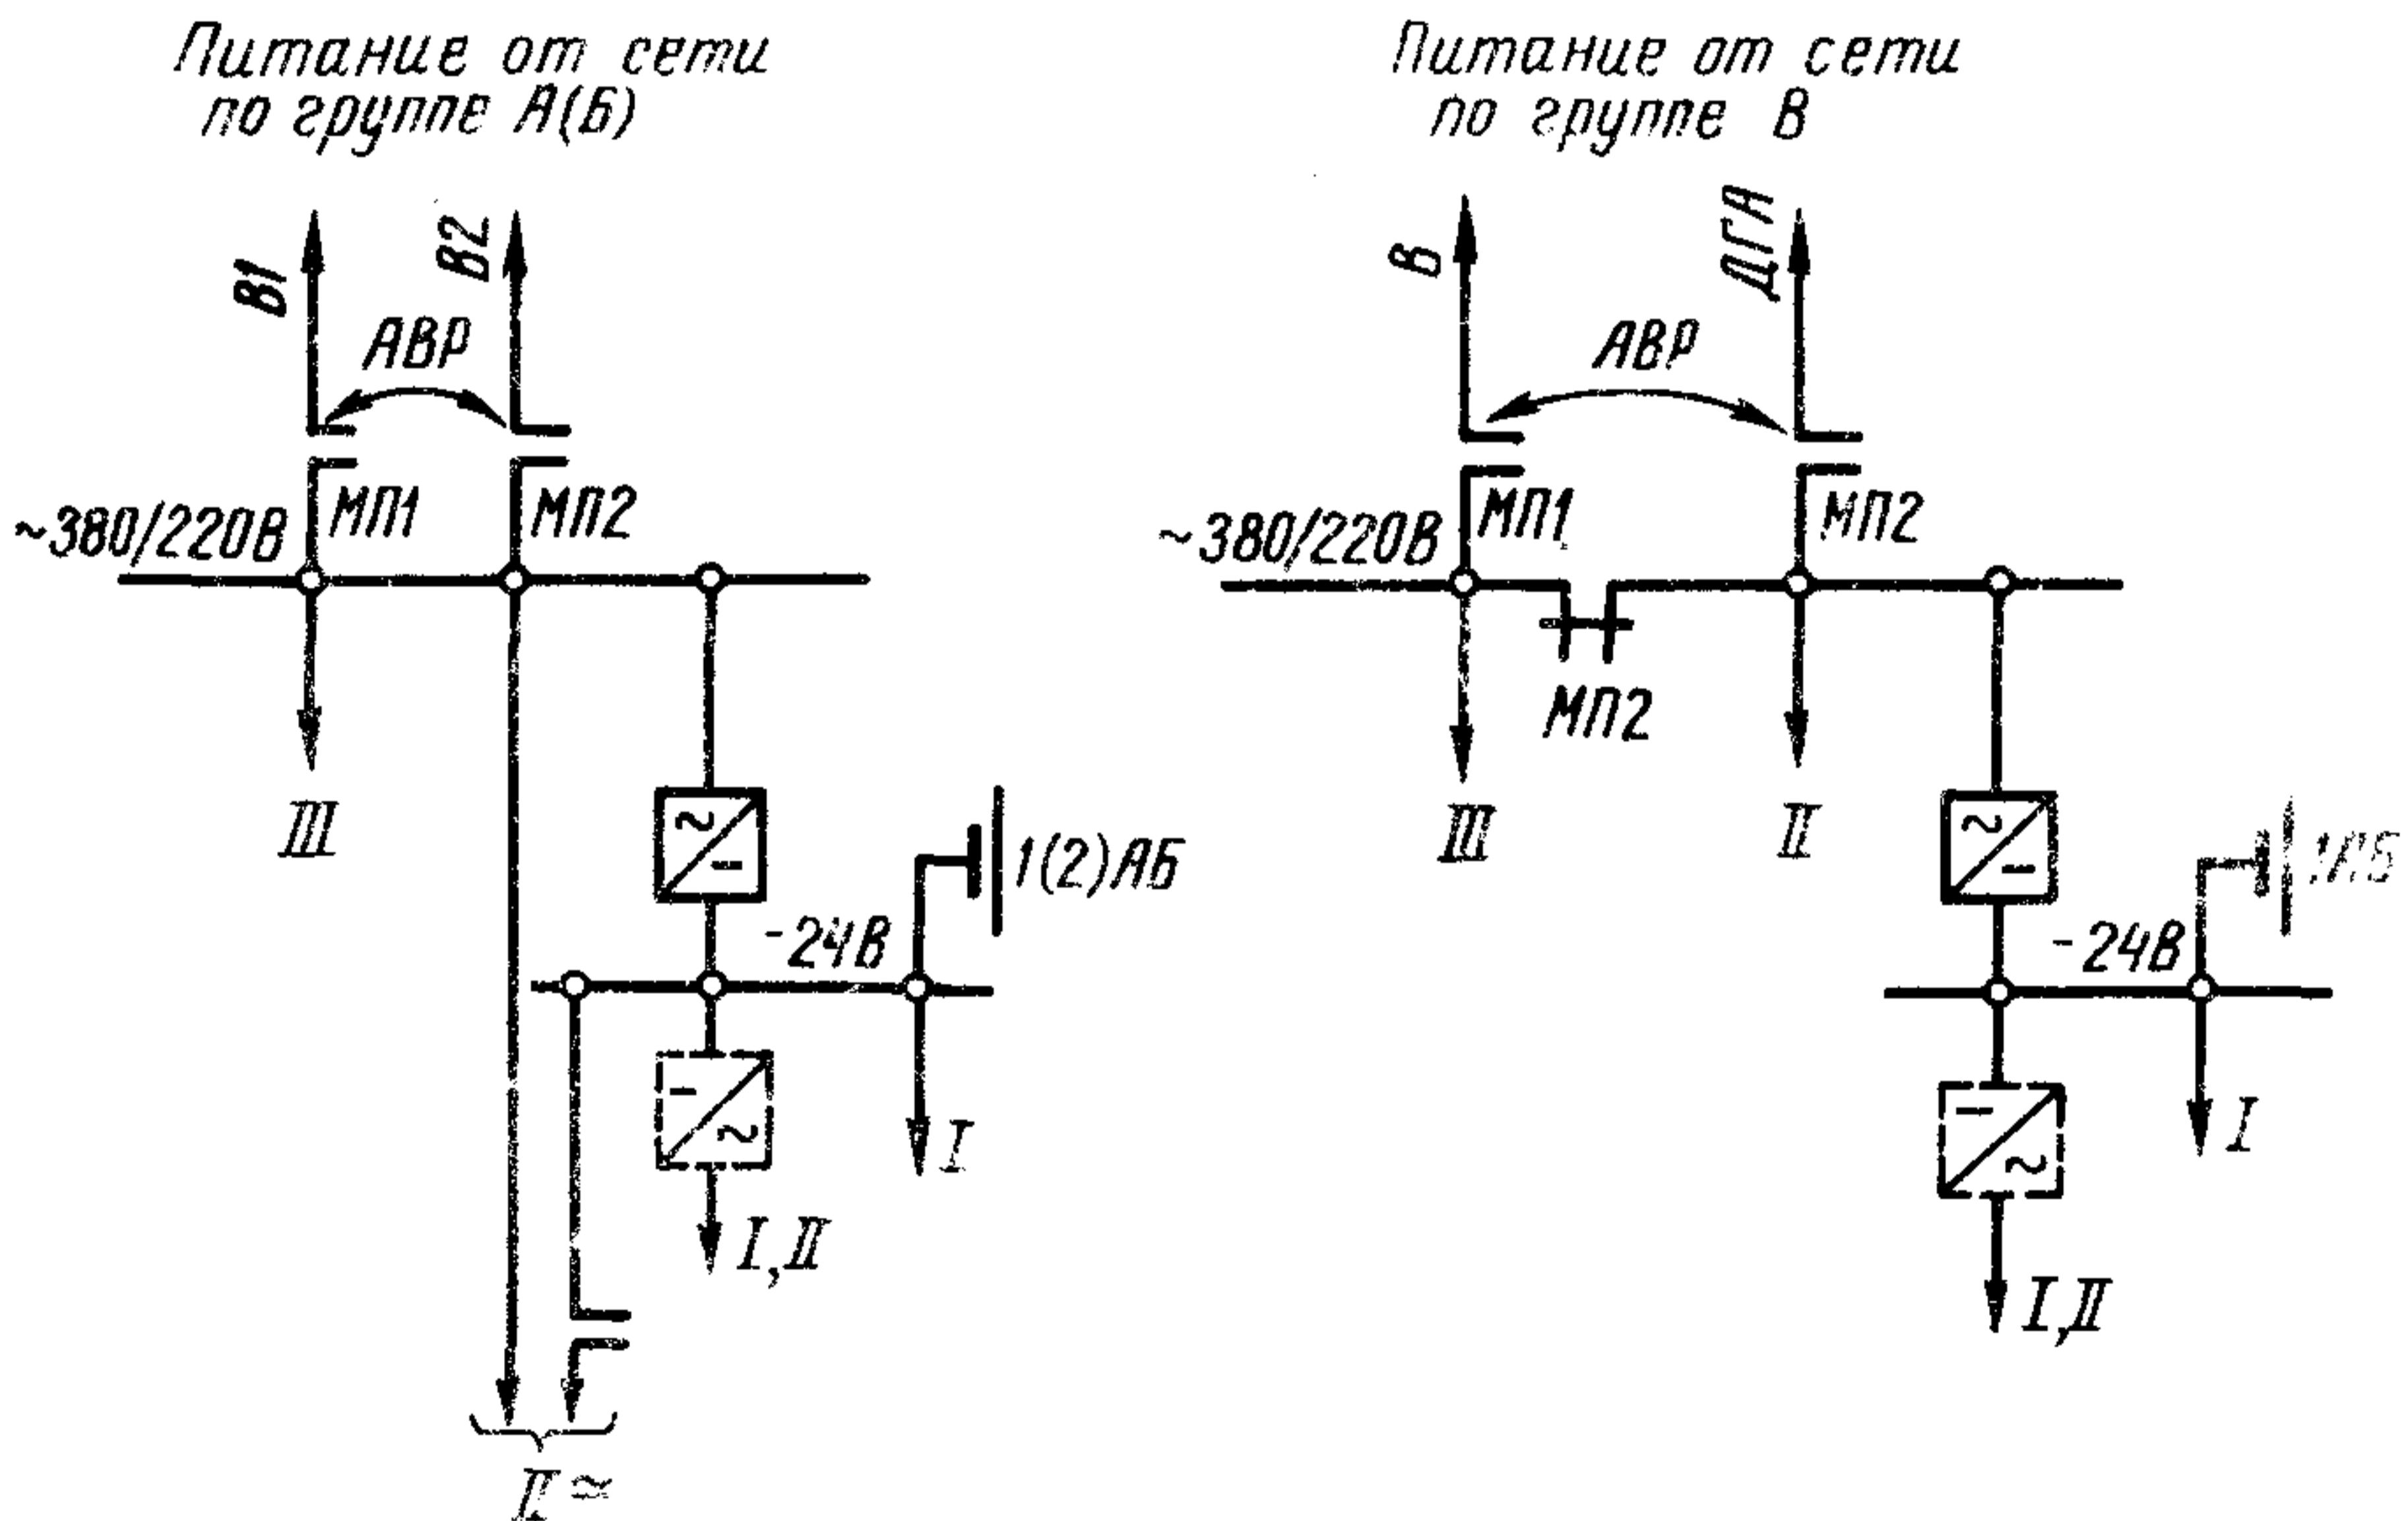 Питание от сети
по группе А(Б)
В1
В2
АВР
~380/220В
МП1
МП2
III
~
-
1(2)АБ
-24В
-
~
I
I,II
II ≃
Питание от сети
по группе В
В
ДГА
АВР
~380/220В
МП1
МП2
МП2
III
II
~
-
1АБ
-24В
-
~
I
I,II